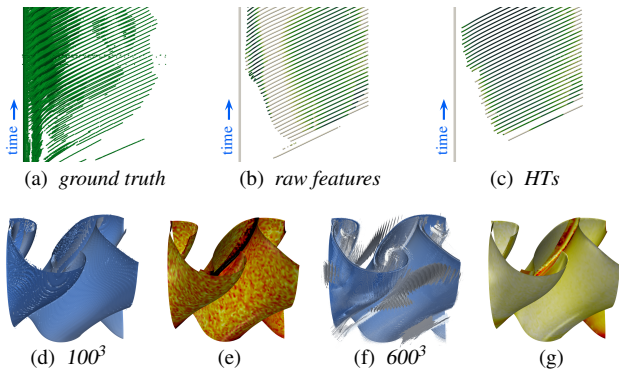 time
time
time
(a) ground truth
(b) raw features
(c) HTs
(d) 100³
(e)
(f) 600³
(g)